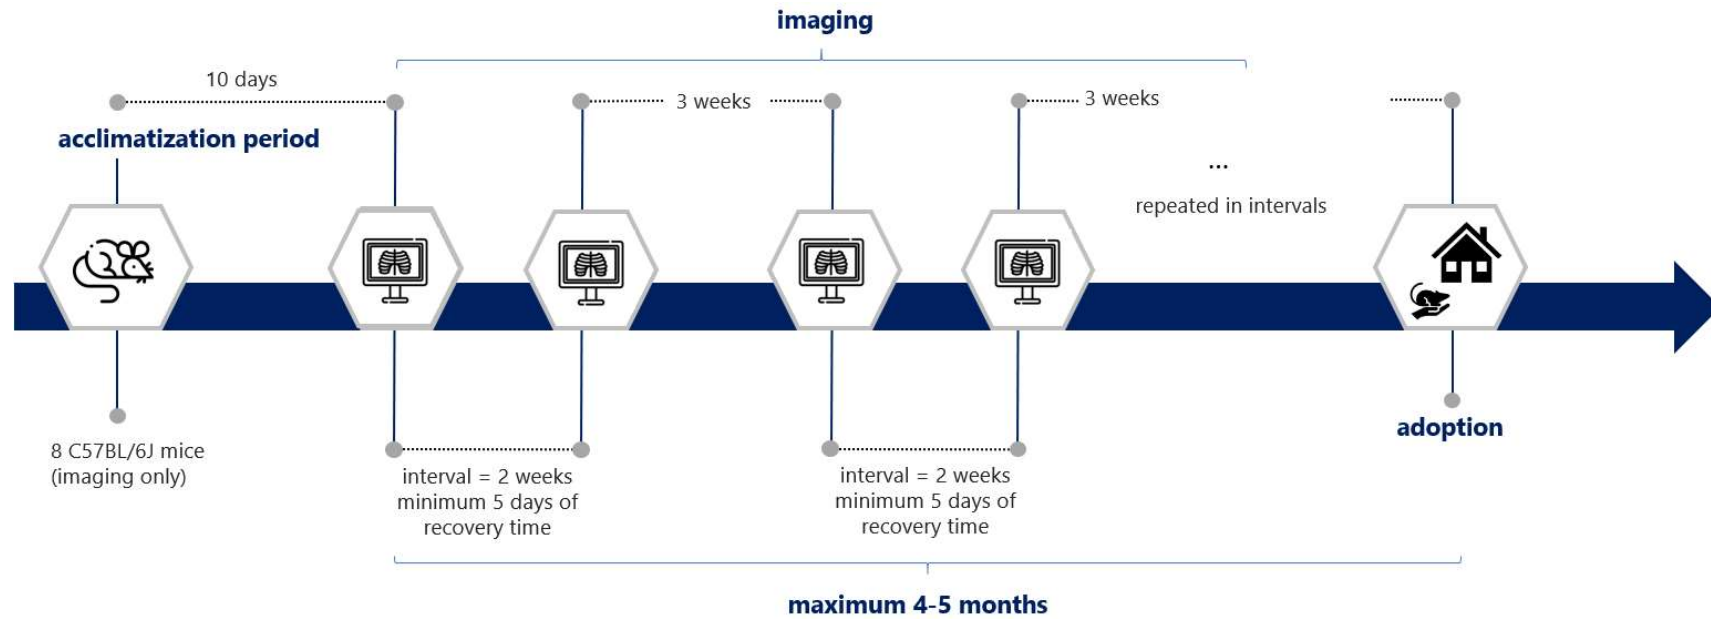 imaging
10 days
3 weeks
3 weeks
acclimatization period
...
repeated in intervals
8 C57BL/6J mice
(imaging only)
interval = 2 weeks
minimum 5 days of
recovery time
interval = 2 weeks
minimum 5 days of
recovery time
adoption
maximum 4-5 months